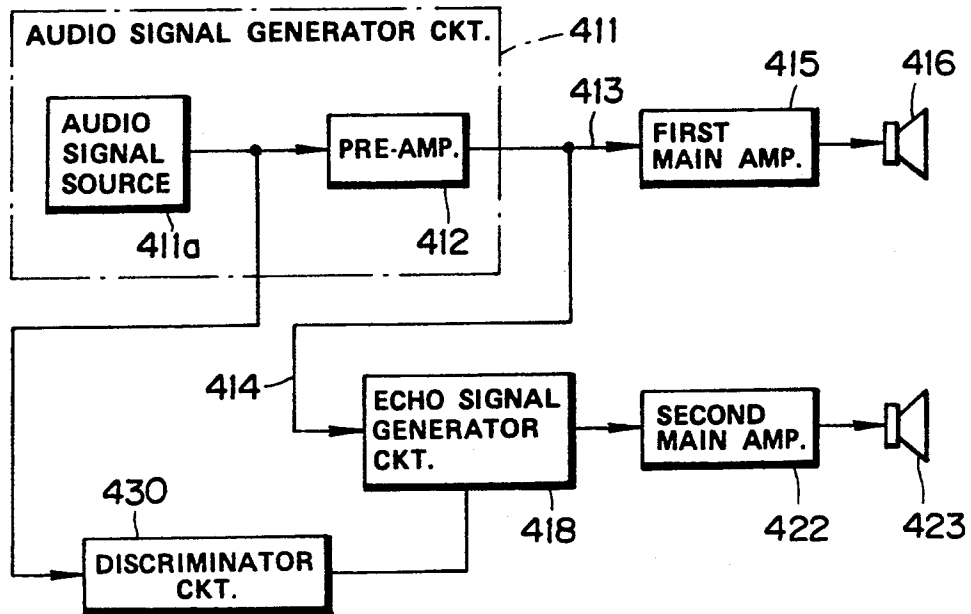 AUDIO SIGNAL GENERATOR CKT.
411
AUDIO
SIGNAL
SOURCE
411a
PRE-AMP.
412
413
415
FIRST
MAIN AMP.
416
414
ECHO SIGNAL
GENERATOR
CKT.
418
SECOND
MAIN AMP.
422
423
430
DISCRIMINATOR
CKT.